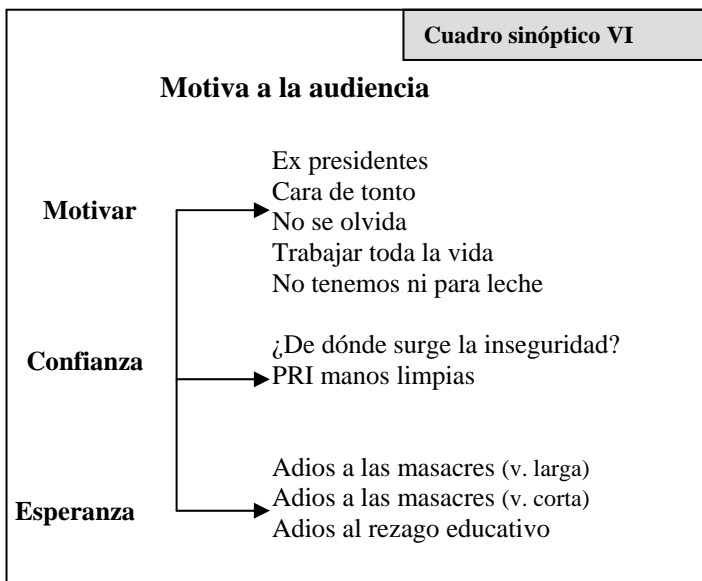 Cuadro sinóptico VI
Motiva a la audiencia
Motivar
Ex presidentes
Cara de tonto
No se olvida
Trabajar toda la vida
No tenemos ni para leche
Confianza
¿De dónde surge la inseguridad?
PRI manos limpias
Esperanza
Adios a las masacres (v. larga)
Adios a las masacres (v. corta)
Adios al rezago educativo